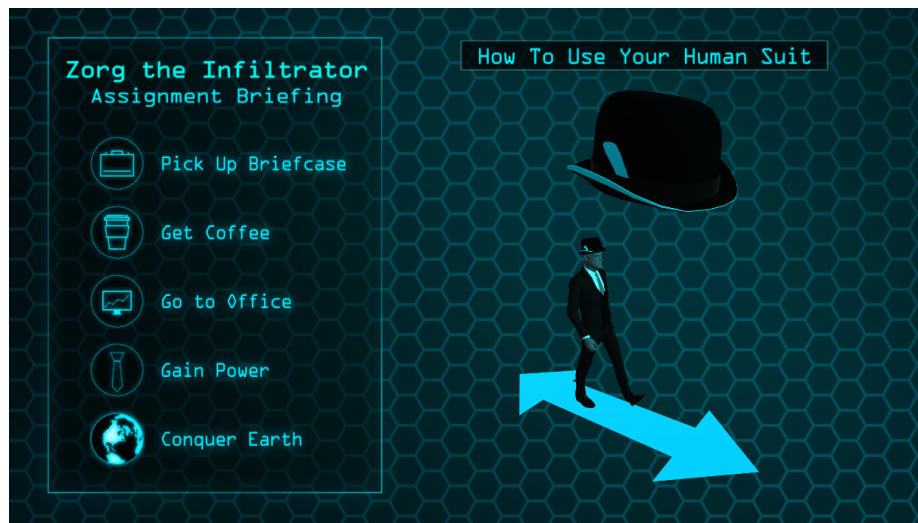 Zorg the Infiltrator
Assignment Briefing
Pick Up Briefcase
Get Coffee
Go to Office
Gain Power
Conquer Earth
How To Use Your Human Suit